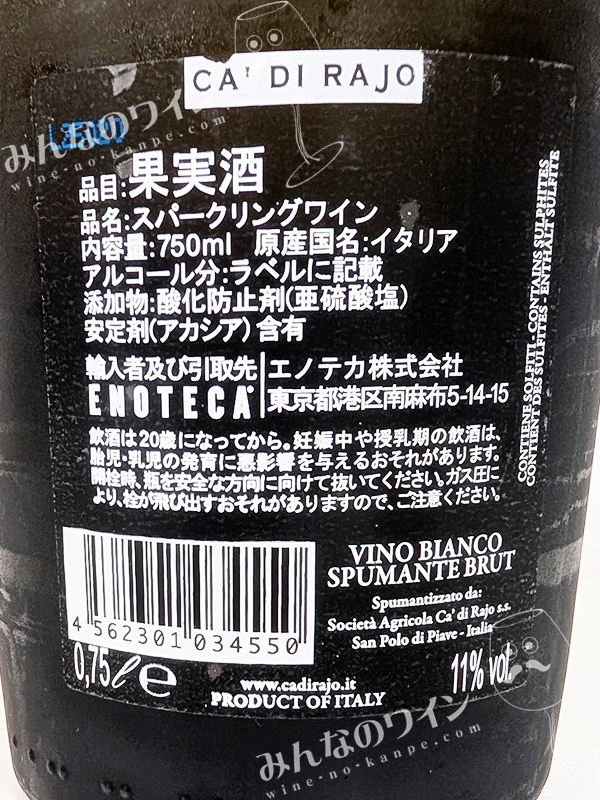 CA' DI RAJO
みんなのワイン
wine-no-kanpe.com
品目:果実酒
品名:スパークリングワイン
内容量:750ml 原産国名:イタリア
アルコール分:ラベルに記載
添加物:酸化防止剤(亜硫酸塩)
安定剤(アカシア)含有
輸入者及び引取先 エノテカ株式会社
ENOTECA 東京都港区南麻布5-14-15
飲酒は20歳になってから。妊娠中や授乳期の飲酒は、
胎児・乳児の発育に悪影響を与えるおそれがあります。
開栓時、瓶を安全な方向に向けて抜いてください。ガス圧に
より、栓が飛び出すおそれがありますので、ご注意ください。
CONTIENE SOLFITI - CONTAINS SULPHITES
CONTIENT DES SULFITES - ENTHÄLT SULFITE
4 562301 034550
VINO BIANCO
SPUMANTE BRUT
Spumantizzato da:
Società Agricola Ca' di Rajo s.s.
San Polo di Piave - Italia
0,75 l e
www.cadirajo.it
11% vol.
PRODUCT OF ITALY
みんなのワイン
wine-no-kanpe.com